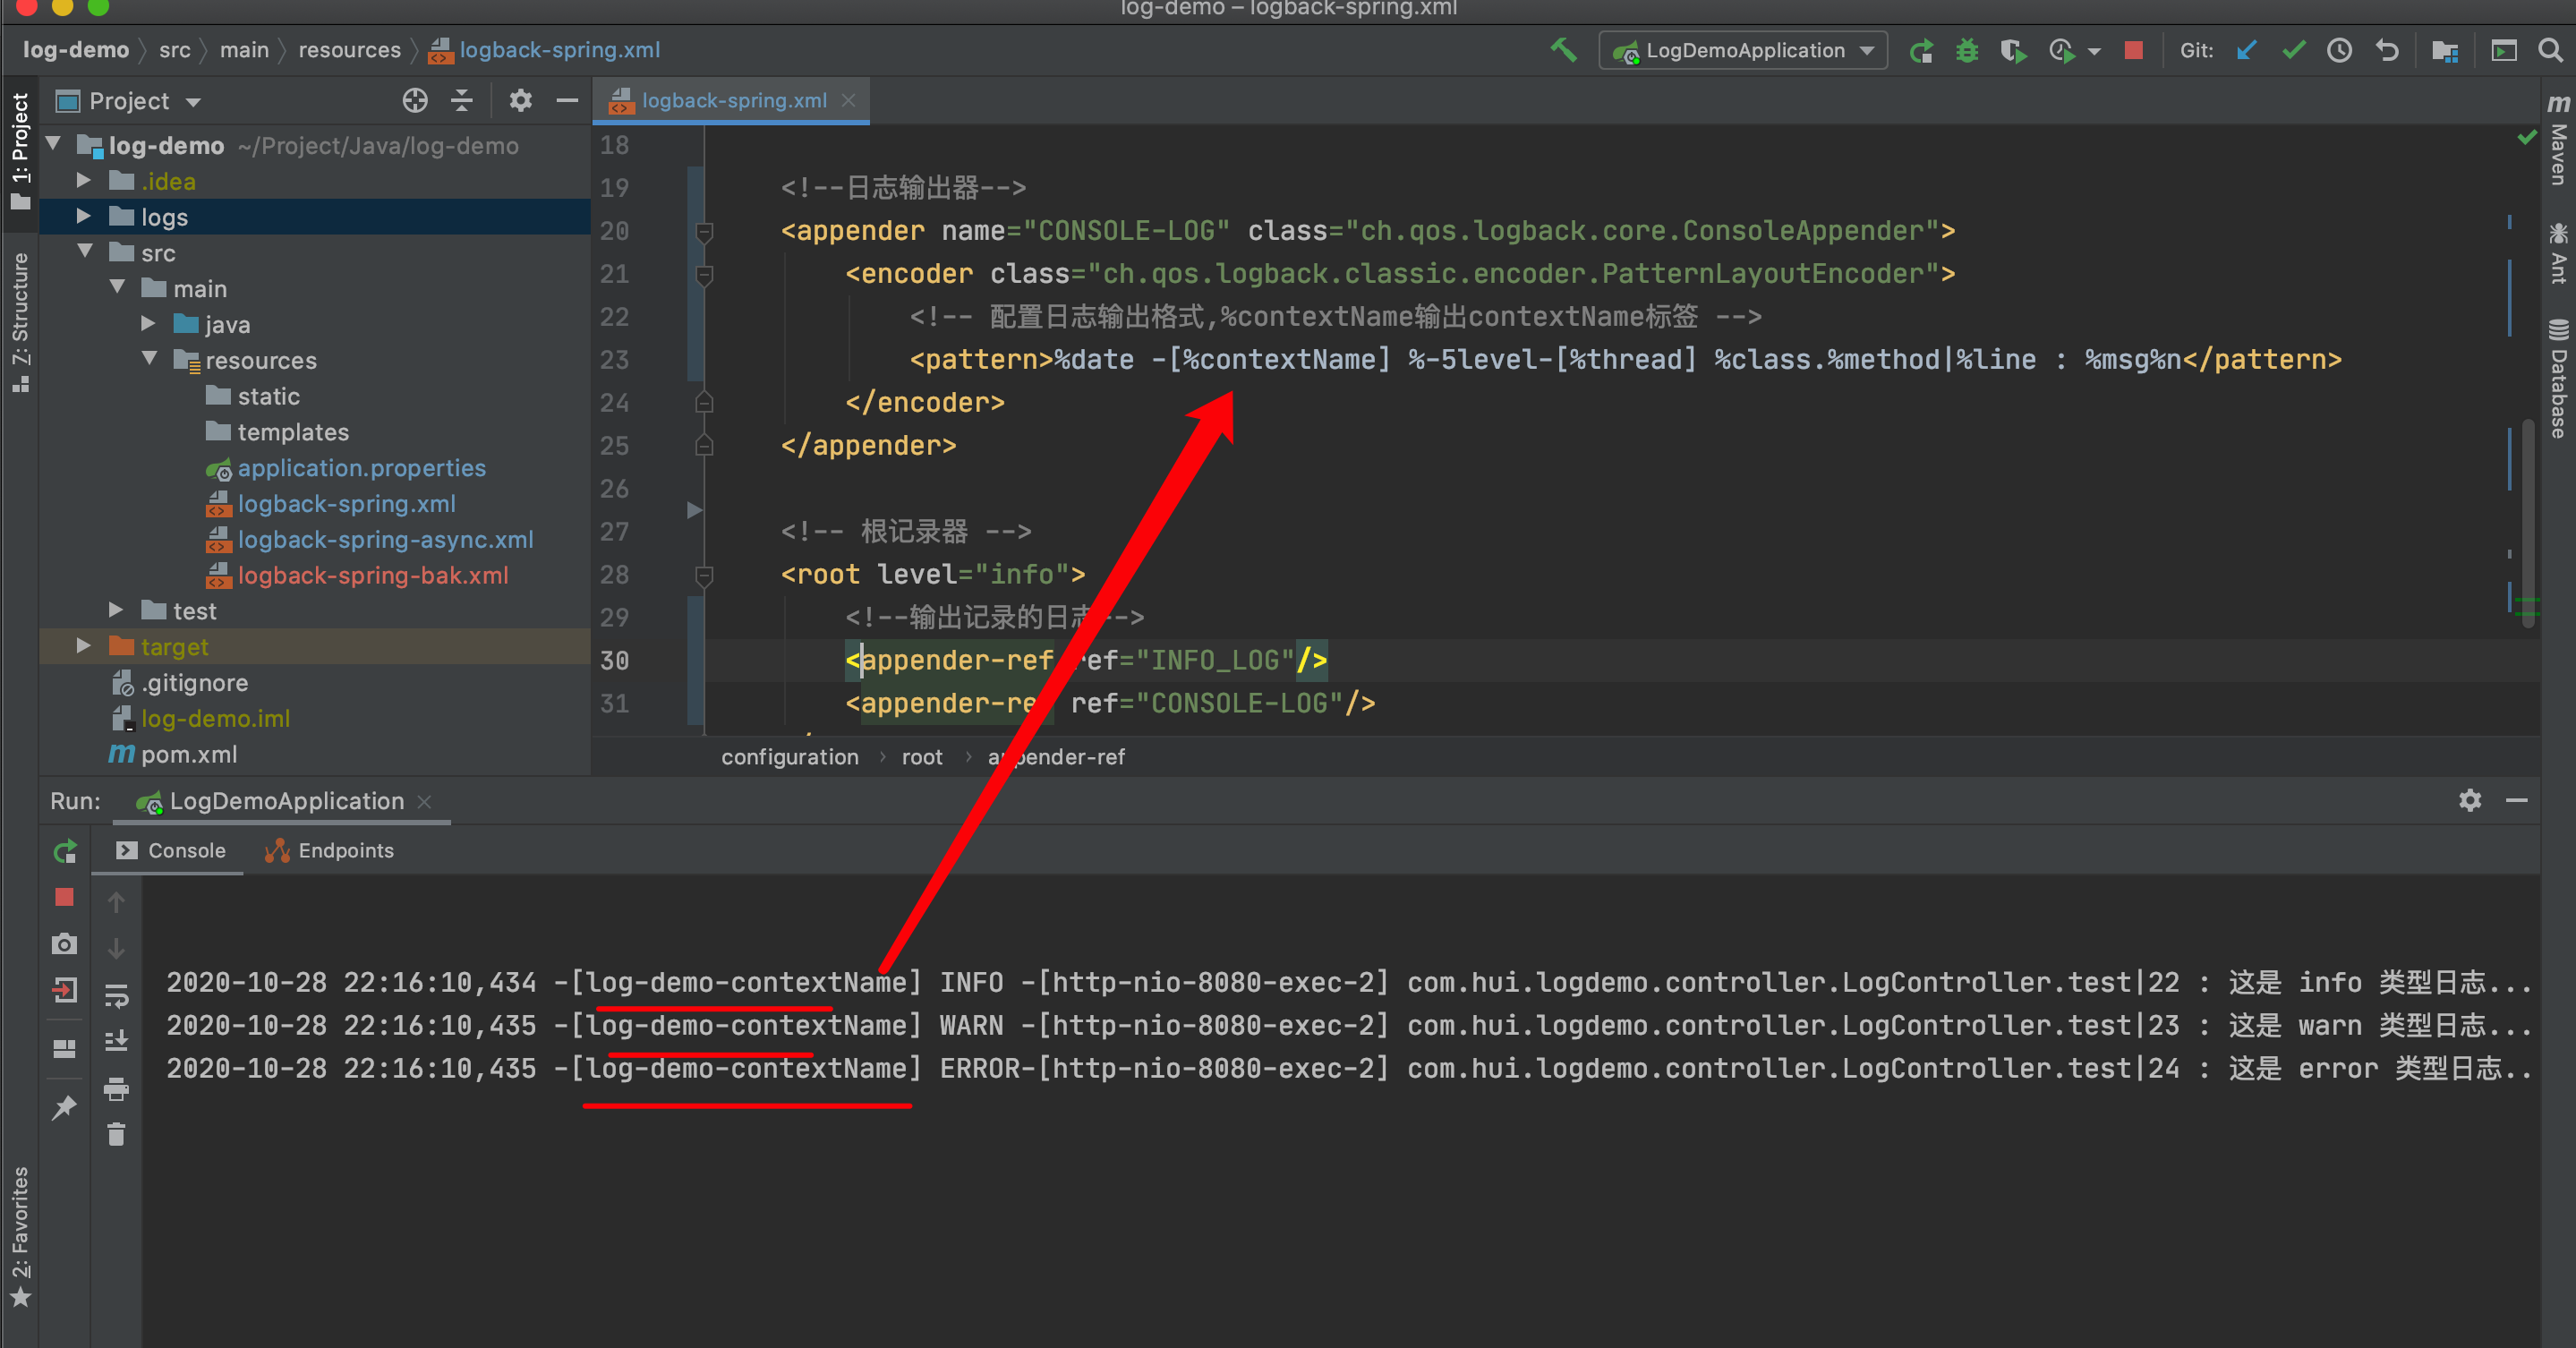 log-demo – logback-spring.xml
log-demo src main resources logback-spring.xml LogDemoApplication Git:
1: Project
7: Structure
2: Favorites
Project
log-demo ~/Project/Java/log-demo
.idea
logs
src
main
java
resources
static
templates
application.properties
logback-spring.xml
logback-spring-async.xml
logback-spring-bak.xml
test
target
.gitignore
log-demo.iml
pom.xml
logback-spring.xml
18
19 <!--日志输出器-->
20 <appender name="CONSOLE-LOG" class="ch.qos.logback.core.ConsoleAppender">
21 <encoder class="ch.qos.logback.classic.encoder.PatternLayoutEncoder">
22 <!-- 配置日志输出格式,%contextName输出contextName标签 -->
23 <pattern>%date -[%contextName] %-5level-[%thread] %class.%method|%line : %msg%n</pattern>
24 </encoder>
25 </appender>
26
27 <!-- 根记录器 -->
28 <root level="info">
29 <!--输出记录的日志-->
30 <appender-ref ref="INFO_LOG"/>
31 <appender-ref ref="CONSOLE-LOG"/>
configuration root appender-ref
Maven
Ant
Database
Run: LogDemoApplication
Console Endpoints
2020-10-28 22:16:10,434 -[log-demo-contextName] INFO -[http-nio-8080-exec-2] com.hui.logdemo.controller.LogController.test|22 : 这是 info 类型日志...
2020-10-28 22:16:10,435 -[log-demo-contextName] WARN -[http-nio-8080-exec-2] com.hui.logdemo.controller.LogController.test|23 : 这是 warn 类型日志...
2020-10-28 22:16:10,435 -[log-demo-contextName] ERROR-[http-nio-8080-exec-2] com.hui.logdemo.controller.LogController.test|24 : 这是 error 类型日志..